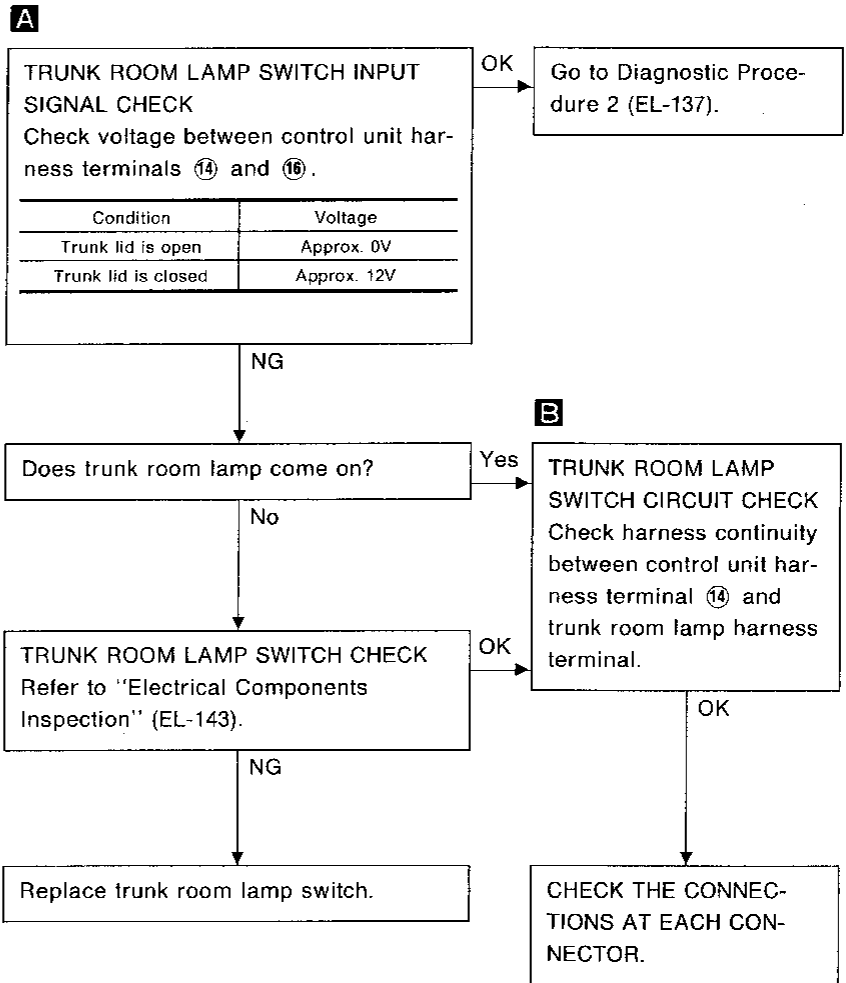 A
TRUNK ROOM LAMP SWITCH INPUT
SIGNAL CHECK
Check voltage between control unit har-
ness terminals ⑭ and ⑯.
Condition Voltage
Trunk lid is open Approx. 0V
Trunk lid is closed Approx. 12V
OK
Go to Diagnostic Proce-
dure 2 (EL-137).
NG
Does trunk room lamp come on?
Yes
No
B
TRUNK ROOM LAMP
SWITCH CIRCUIT CHECK
Check harness continuity
between control unit har-
ness terminal ⑭ and
trunk room lamp harness
terminal.
TRUNK ROOM LAMP SWITCH CHECK
Refer to "Electrical Components
Inspection" (EL-143).
OK
NG
OK
Replace trunk room lamp switch.
CHECK THE CONNEC-
TIONS AT EACH CON-
NECTOR.